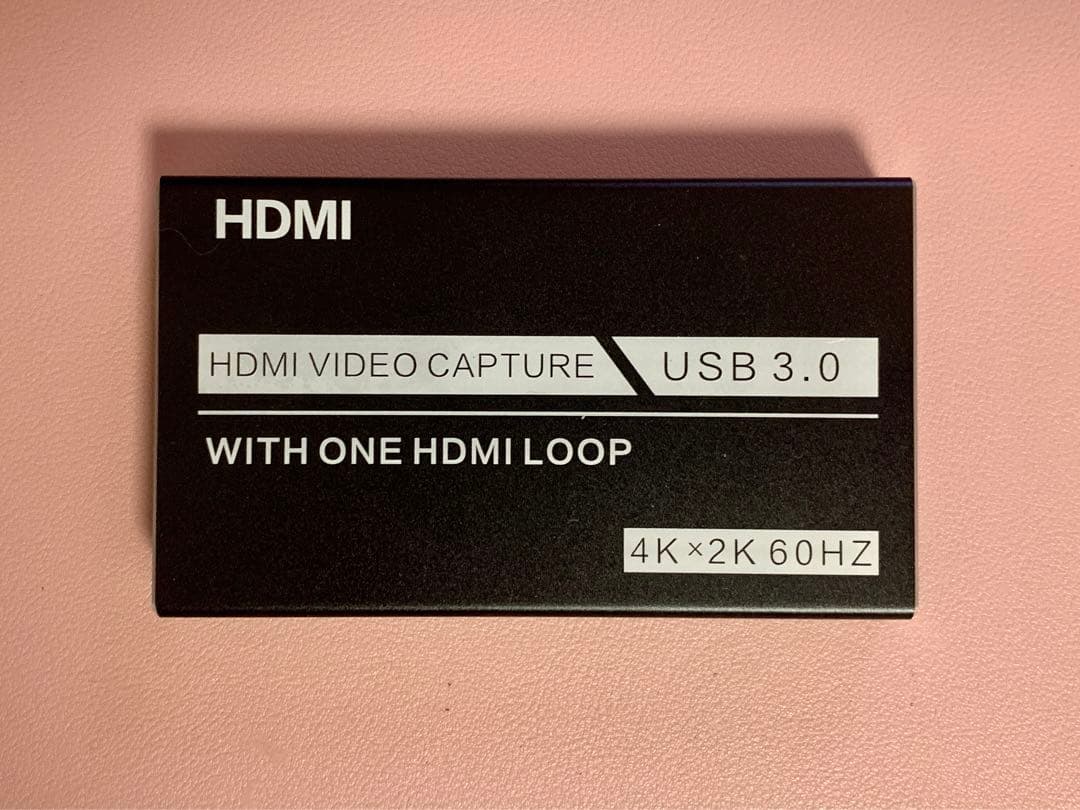 HDMI
HDMI VIDEO CAPTURE USB 3.0
WITH ONE HDMI LOOP
4K×2K 60HZ